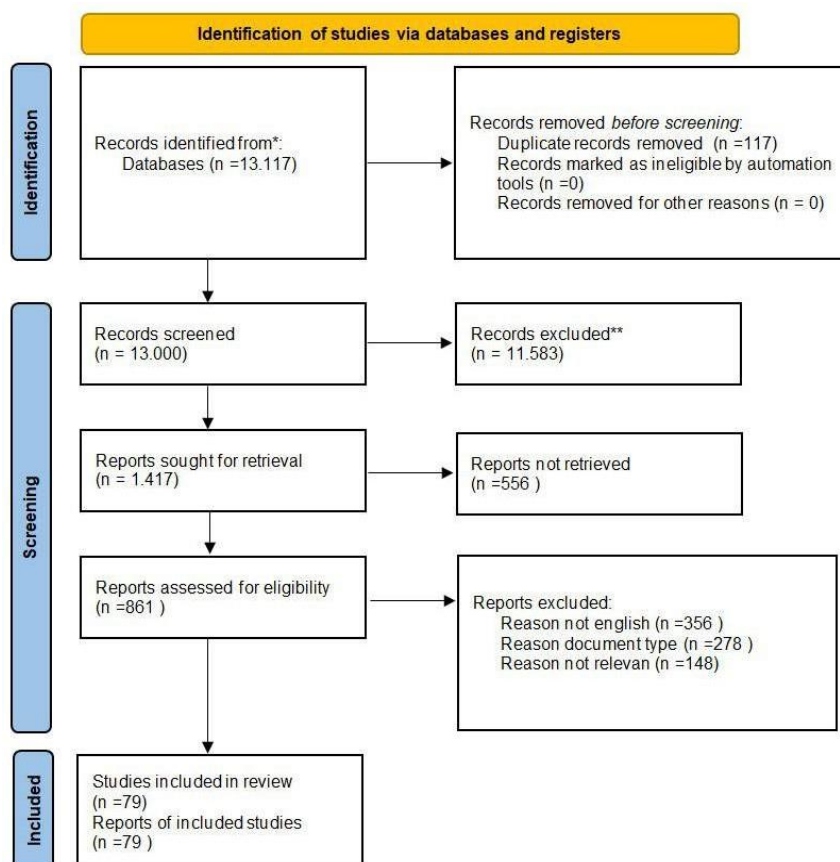 Identification of studies via databases and registers
Identification
Records identified from*:
Databases (n =13.117)
Records removed before screening:
Duplicate records removed (n =117)
Records marked as ineligible by automation
tools (n =0)
Records removed for other reasons (n = 0)
Screening
Records screened
(n = 13.000)
Records excluded**
(n = 11.583)
Reports sought for retrieval
(n = 1.417)
Reports not retrieved
(n =556 )
Reports assessed for eligibility
(n =861 )
Reports excluded:
Reason not english (n =356 )
Reason document type (n =278 )
Reason not relevan (n =148)
Included
Studies included in review
(n =79)
Reports of included studies
(n =79 )